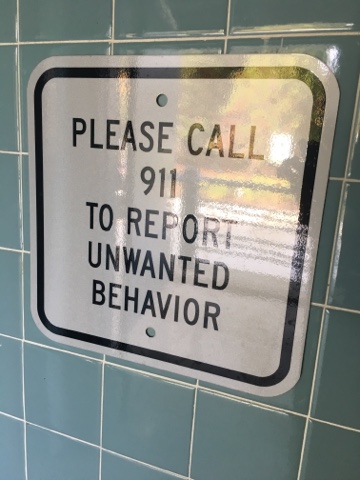 PLEASE CALL
911
TO REPORT
UNWANTED
BEHAVIOR